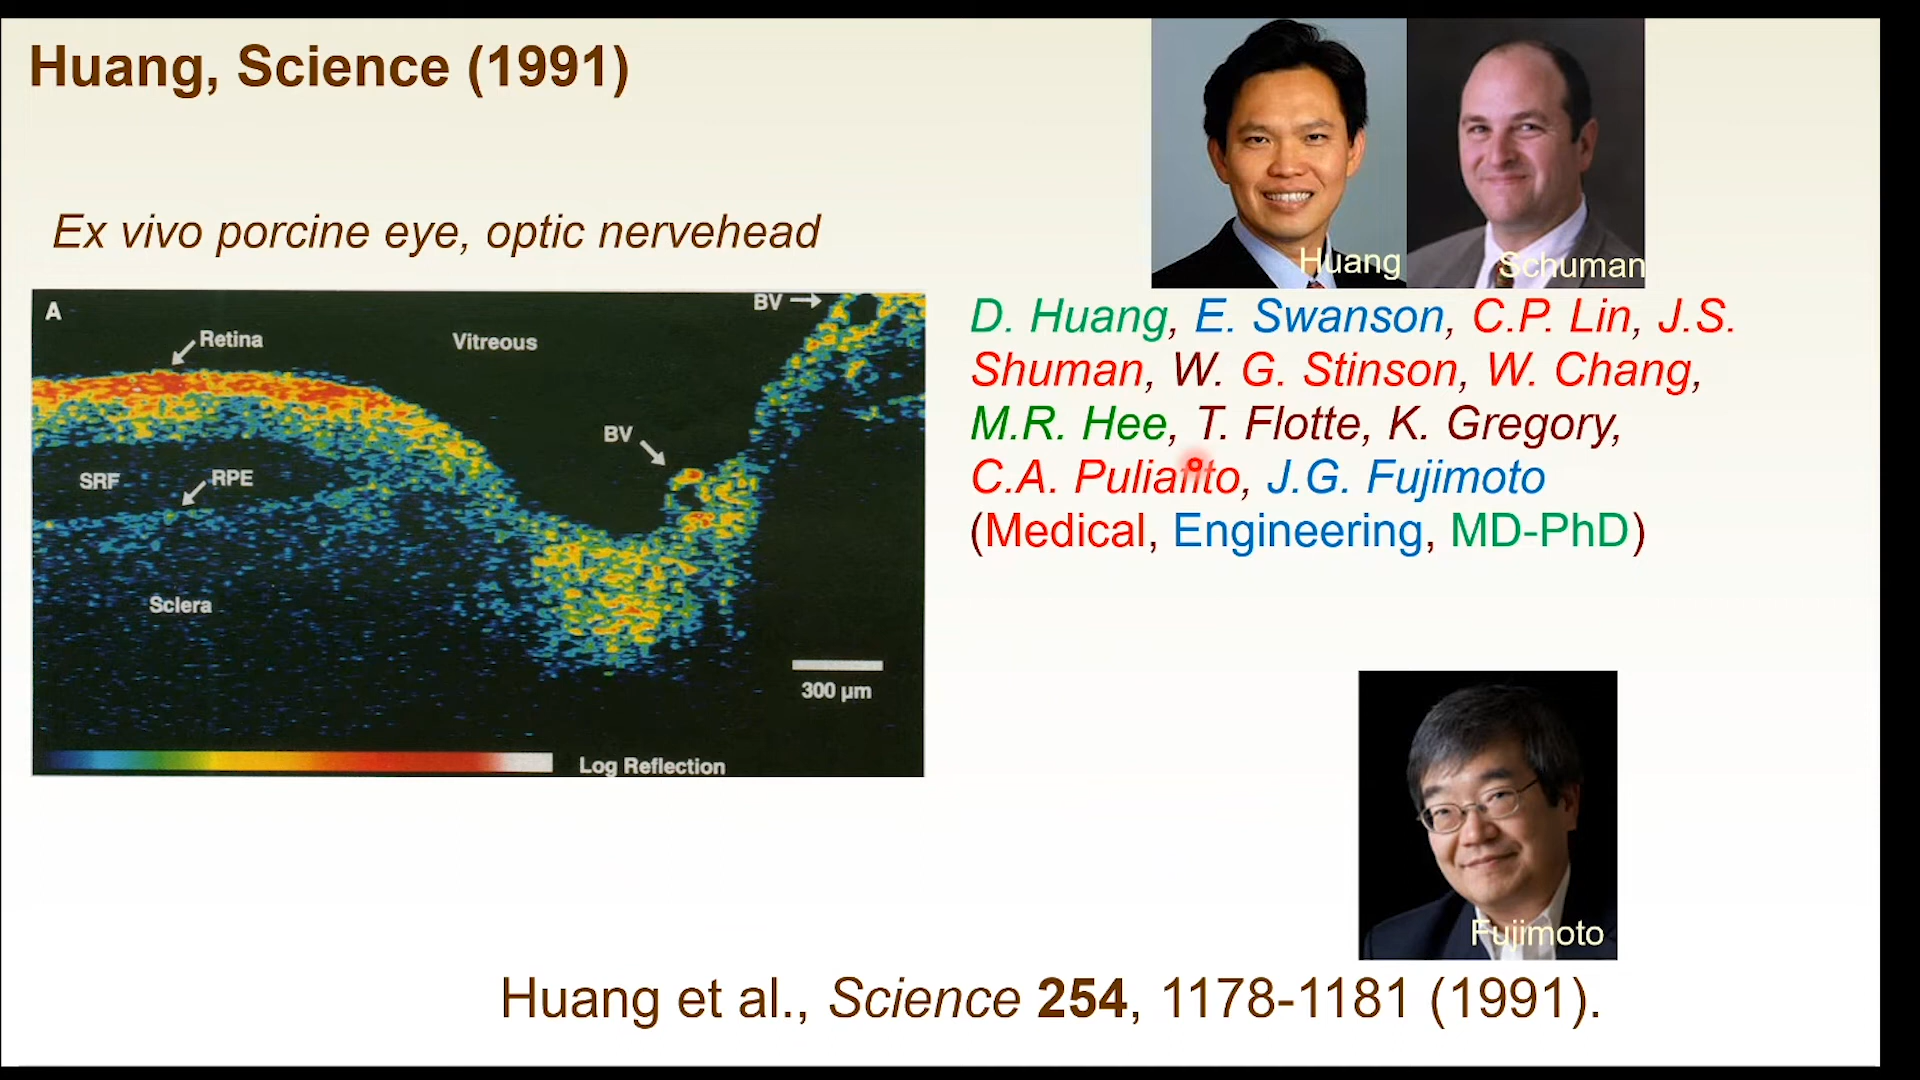 Huang, Science (1991)
Huang
Schuman
Ex vivo porcine eye, optic nervehead
A
BV
Retina
Vitreous
BV
SRF
RPE
Sclera
300 µm
Log Reflection
D. Huang, E. Swanson, C.P. Lin, J.S.
Shuman, W. G. Stinson, W. Chang,
M.R. Hee, T. Flotte, K. Gregory,
C.A. Puliafito, J.G. Fujimoto
(Medical, Engineering, MD-PhD)
Fujimoto
Huang et al., Science 254, 1178-1181 (1991).